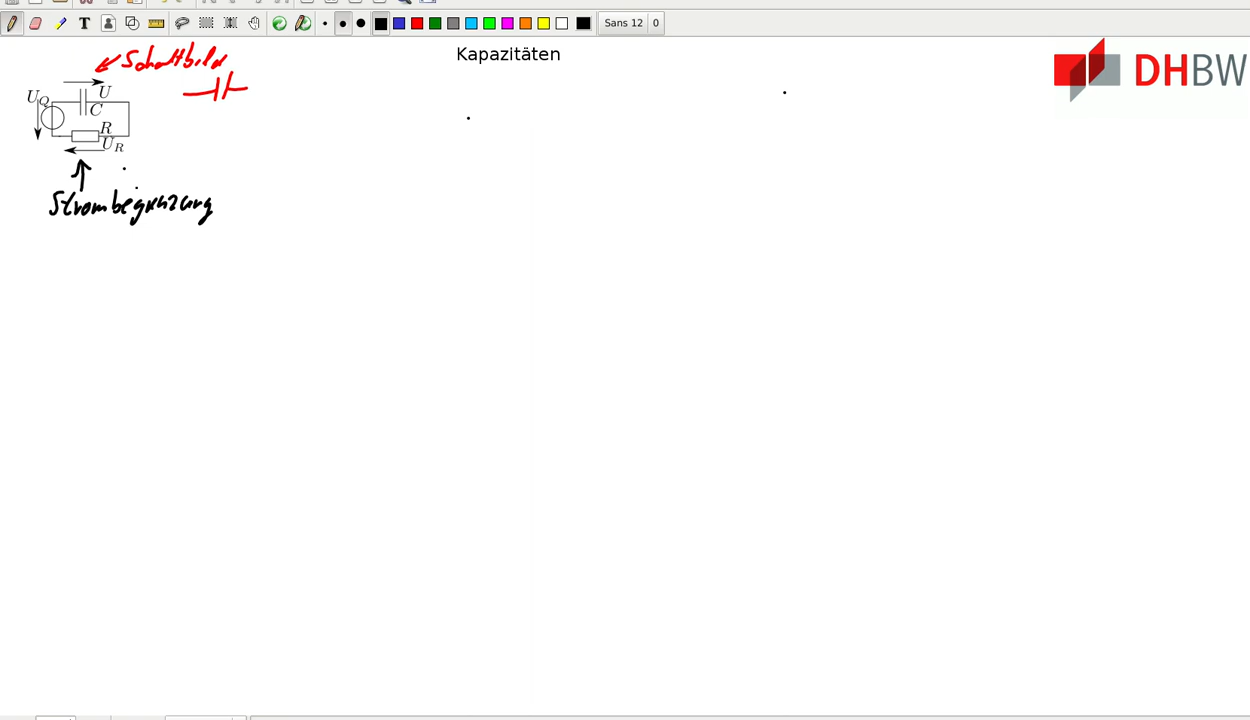 Sans 12 0
Kapazitäten
DHBW
Schaltbild
U
U_Q
C
R
U_R
Strombegrenzung